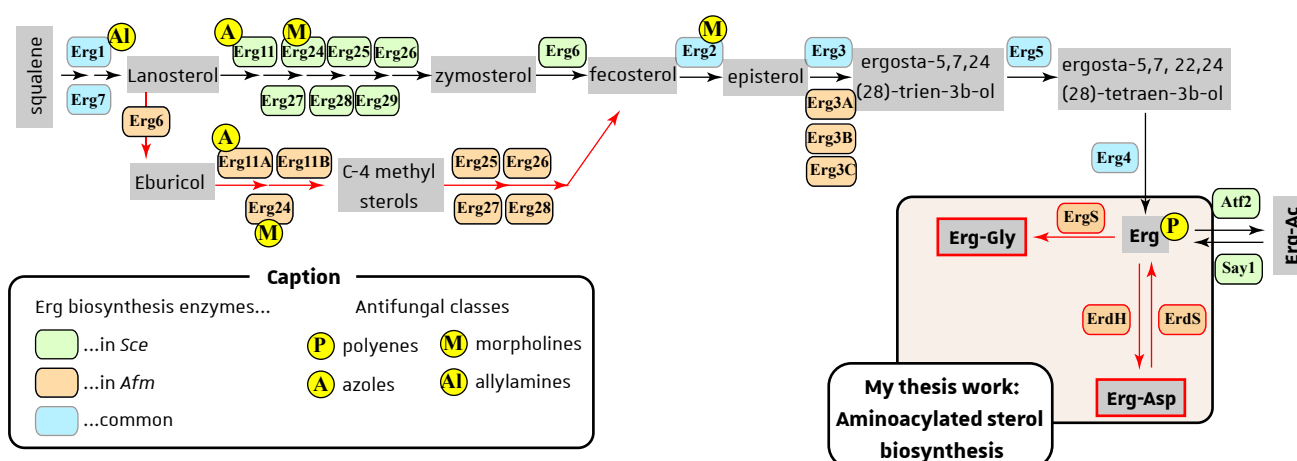 squalene
Erg1
Al
Erg7
Lanosterol
A
Erg11
M
Erg24
Erg25
Erg26
Erg27
Erg28
Erg29
zymosterol
Erg6
fecosterol
M
Erg2
episterol
Erg3
Erg3A
Erg3B
Erg3C
ergosta-5,7,24
(28)-trien-3b-ol
Erg5
ergosta-5,7, 22,24
(28)-tetraen-3b-ol
Erg6
Eburicol
A
Erg11A
Erg11B
Erg24
M
C-4 methyl
sterols
Erg25
Erg26
Erg27
Erg28
Erg4
Erg-Gly
ErgS
Erg
P
Atf2
Say1
Erg-Ac
ErdH
ErdS
Erg-Asp
My thesis work:
Aminoacylated sterol
biosynthesis
Caption
Erg biosynthesis enzymes...
...in Sce
...in Afm
...common
Antifungal classes
P polyenes
M morpholines
A azoles
Al allylamines